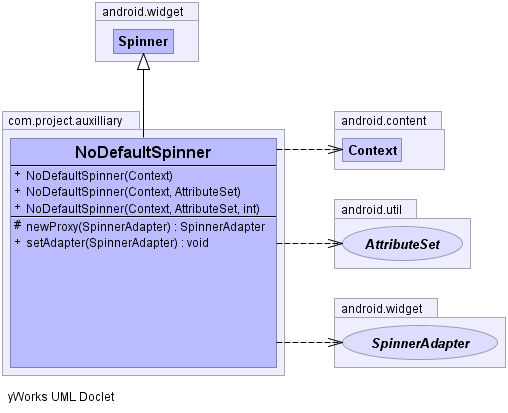 android.widget
Spinner
com.project.auxilliary
NoDefaultSpinner
+ NoDefaultSpinner(Context)
+ NoDefaultSpinner(Context, AttributeSet)
+ NoDefaultSpinner(Context, AttributeSet, int)
# newProxy(SpinnerAdapter) : SpinnerAdapter
+ setAdapter(SpinnerAdapter) : void
android.content
Context
android.util
AttributeSet
android.widget
SpinnerAdapter
yWorks UML Doclet